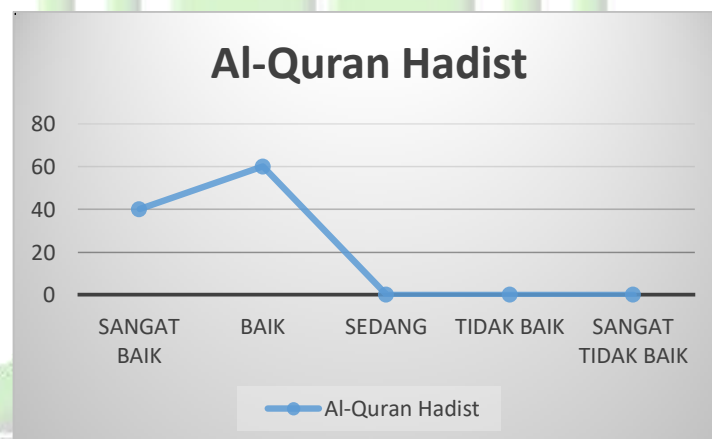 Al-Quran Hadist
80
60
40
20
0
SANGAT BAIK
BAIK
SEDANG
TIDAK BAIK
SANGAT TIDAK BAIK
Al-Quran Hadist